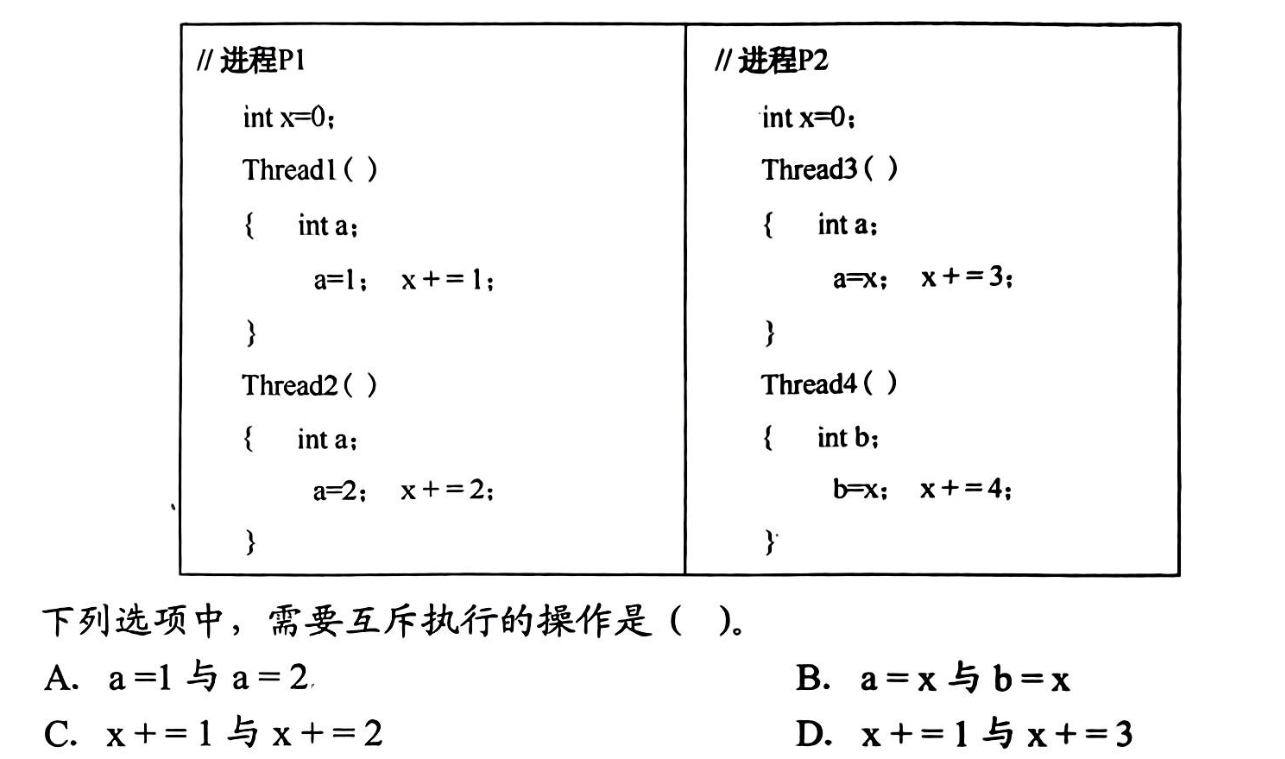 // 进程P1
int x=0;
Thread1( )
{ int a;
a=1; x+=1;
}
Thread2( )
{ int a;
a=2; x+=2;
}
// 进程P2
int x=0;
Thread3( )
{ int a;
a=x; x+=3;
}
Thread4( )
{ int b;
b=x; x+=4;
}
下列选项中，需要互斥执行的操作是（ ）。
A. a=1 与 a=2
B. a=x 与 b=x
C. x+=1 与 x+=2
D. x+=1 与 x+=3